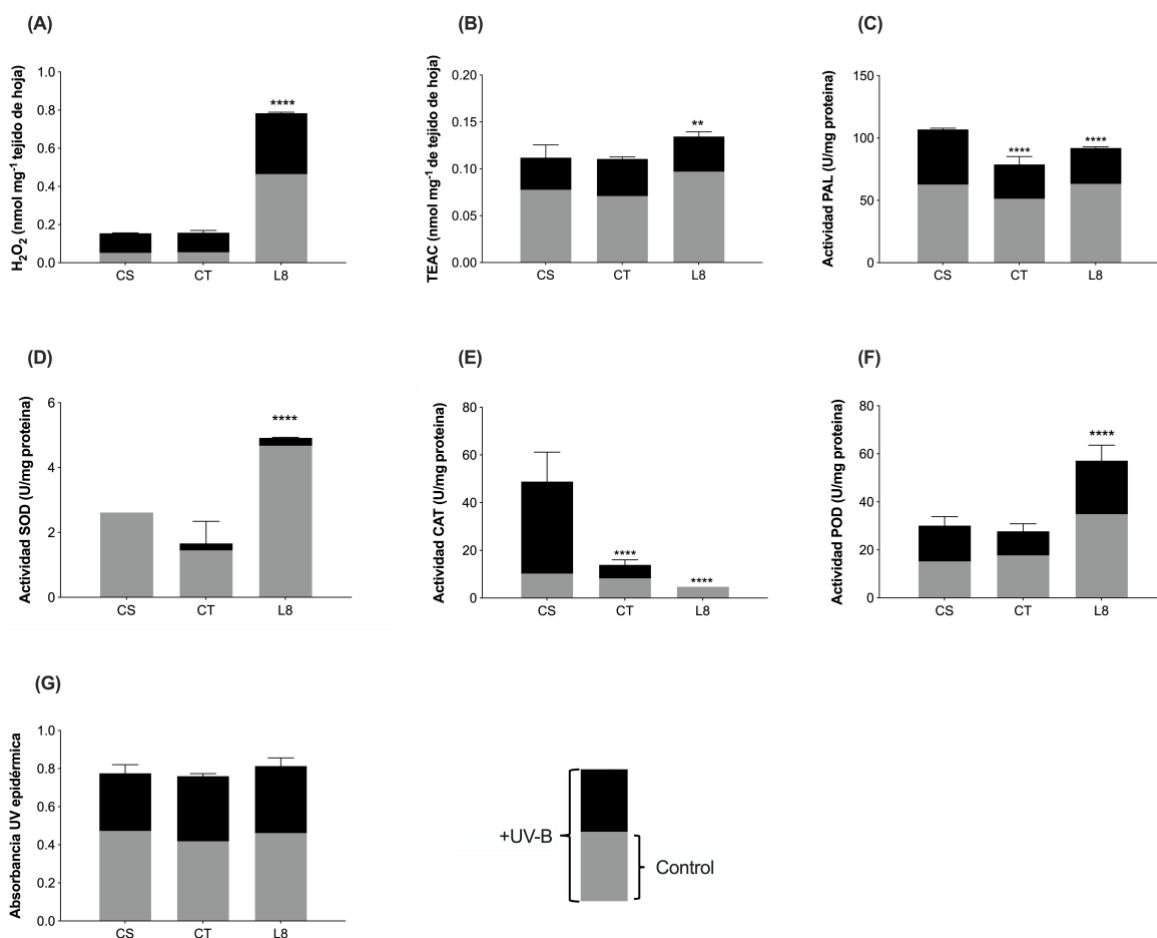 (A)
H₂O₂ (nmol mg⁻¹ tejido de hoja)
1.0
0.8
0.6
0.4
0.2
0.0
****
CS CT L8
(B)
TEAC (nmol mg⁻¹ de tejido de hoja)
0.20
0.15
0.10
0.05
0.00
**
CS CT L8
(C)
Actividad PAL (U/mg proteina)
150
100
50
0
**** ****
CS CT L8
(D)
Actividad SOD (U/mg proteina)
6
4
2
0
****
CS CT L8
(E)
Actividad CAT (U/mg proteina)
80
60
40
20
0
**** ****
CS CT L8
(F)
Actividad POD (U/mg proteina)
80
60
40
20
0
****
CS CT L8
(G)
Absorbancia UV epidérmica
1.0
0.8
0.6
0.4
0.2
0.0
CS CT L8
+UV-B
Control